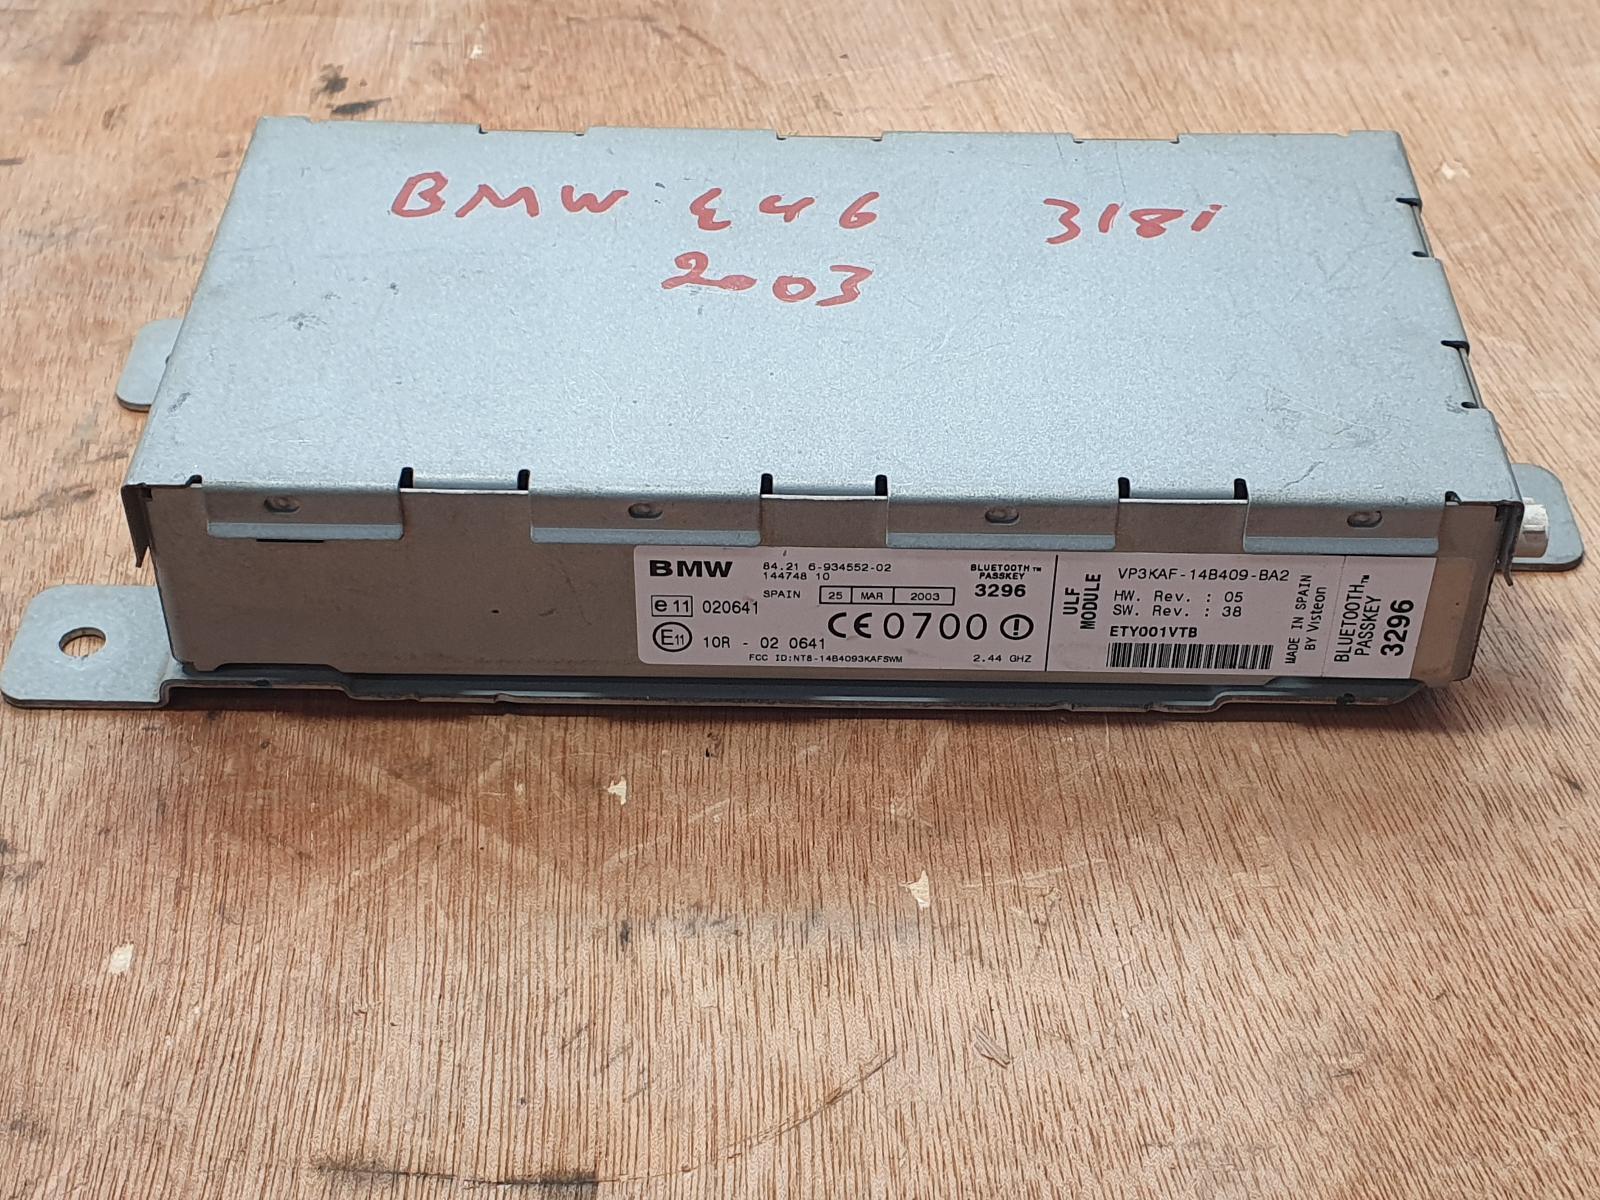 BMW E46 318i
2003
BMW 84.21 6-934552-02
144748 10
BLUETOOTH™
PASSKEY
3296
SPAIN 25 MAR 2003
e 11 020641
CE0700
E11 10R - 02 0641
FCC ID:NT8-14B4093KAFSWM 2.44 GHZ
ULF
MODULE
VP3KAF-14B409-BA2
HW. Rev. : 05
SW. Rev. : 38
ETY001VTB
MADE IN SPAIN
BY Visteon
BLUETOOTH™
PASSKEY
3296